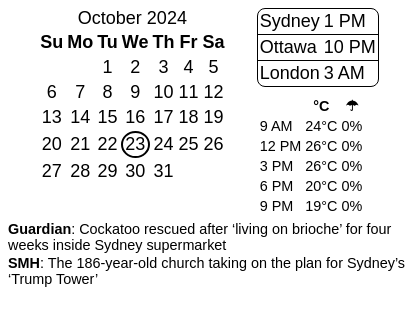 October 2024
Su Mo Tu We Th Fr Sa
1 2 3 4 5
6 7 8 9 10 11 12
13 14 15 16 17 18 19
20 21 22 23 24 25 26
27 28 29 30 31
Sydney 1 PM
Ottawa 10 PM
London 3 AM
°C ☂
9 AM 24°C 0%
12 PM 26°C 0%
3 PM 26°C 0%
6 PM 20°C 0%
9 PM 19°C 0%
Guardian: Cockatoo rescued after ‘living on brioche’ for four
weeks inside Sydney supermarket
SMH: The 186-year-old church taking on the plan for Sydney’s
‘Trump Tower’